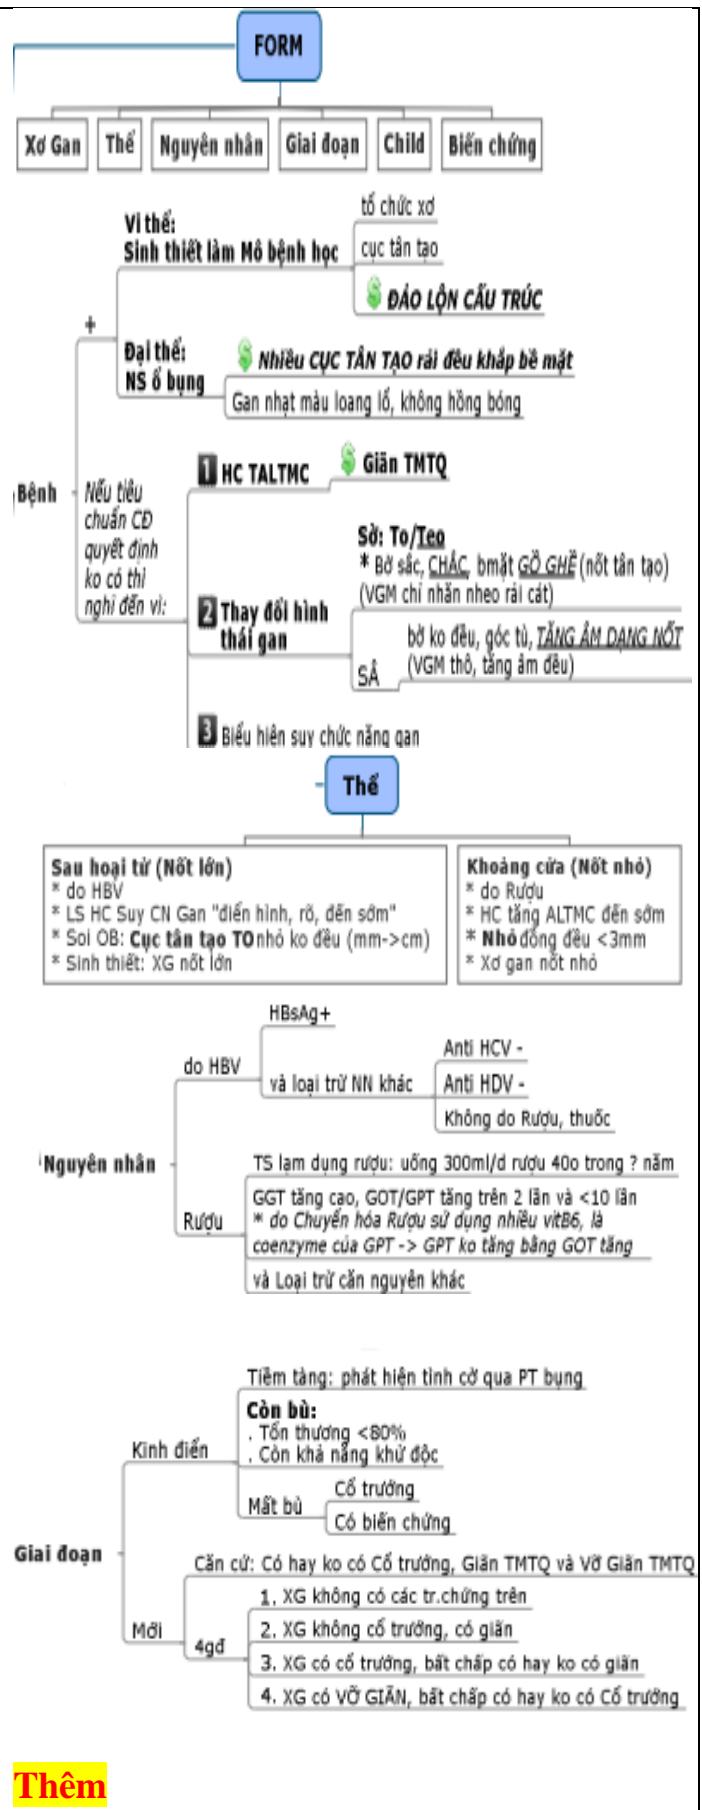 FORM
Xơ Gan
Thể
Nguyên nhân
Giai đoạn
Child
Biến chứng
Bệnh
+
Vi thể:
Sinh thiết làm Mô bệnh học
tổ chức xơ
cục tân tạo
ĐẢO LỘN CẤU TRÚC
Đại thể:
NS ổ bụng
Nhiều CỤC TÂN TẠO rải đều khắp bề mặt
Gan nhạt màu loang lổ, không hồng bóng
Nếu tiêu
chuẩn CĐ
quyết định
ko có thì
nghĩ đến vì:
1 HC TALTMC
Giãn TMTQ
2 Thay đổi hình
thái gan
Sờ: To/Teo
* Bờ sắc, CHẮC, bmặt GỒ GHỀ (nốt tân tạo)
(VGM chỉ nhăn nheo rải cát)
SÂ
bờ ko đều, góc tù, TĂNG ÂM DẠNG NỐT
(VGM thô, tăng âm đều)
3 Biểu hiện suy chức năng gan
Thể
Sau hoại tử (Nốt lớn)
* do HBV
* LS HC Suy CN Gan "điển hình, rõ, đến sớm"
* Soi OB: Cục tân tạo TO nhỏ ko đều (mm->cm)
* Sinh thiết: XG nốt lớn
Khoảng cửa (Nốt nhỏ)
* do Rượu
* HC tăng ALTMC đến sớm
* Nhỏ đồng đều <3mm
* Xơ gan nốt nhỏ
Nguyên nhân
do HBV
HBsAg+
và loại trừ NN khác
Anti HCV -
Anti HDV -
Không do Rượu, thuốc
Rượu
TS lạm dụng rượu: uống 300ml/d rượu 40o trong ? năm
GGT tăng cao, GOT/GPT tăng trên 2 lần và <10 lần
* do Chuyển hóa Rượu sử dụng nhiều vitB6, là
coenzyme của GPT -> GPT ko tăng bằng GOT tăng
và Loại trừ căn nguyên khác
Giai đoạn
Kinh điển
Tiềm tàng: phát hiện tình cờ qua PT bụng
Còn bù:
. Tổn thương <80%
. Còn khả năng khử độc
Mất bù
Cổ trướng
Có biến chứng
Mới
Căn cứ: Có hay ko có Cổ trướng, Giãn TMTQ và Vỡ Giãn TMTQ
4gđ
1. XG không có các tr.chứng trên
2. XG không cổ trướng, có giãn
3. XG có cổ trướng, bất chấp có hay ko có giãn
4. XG có VỠ GIÃN, bất chấp có hay ko có Cổ trướng
Thêm